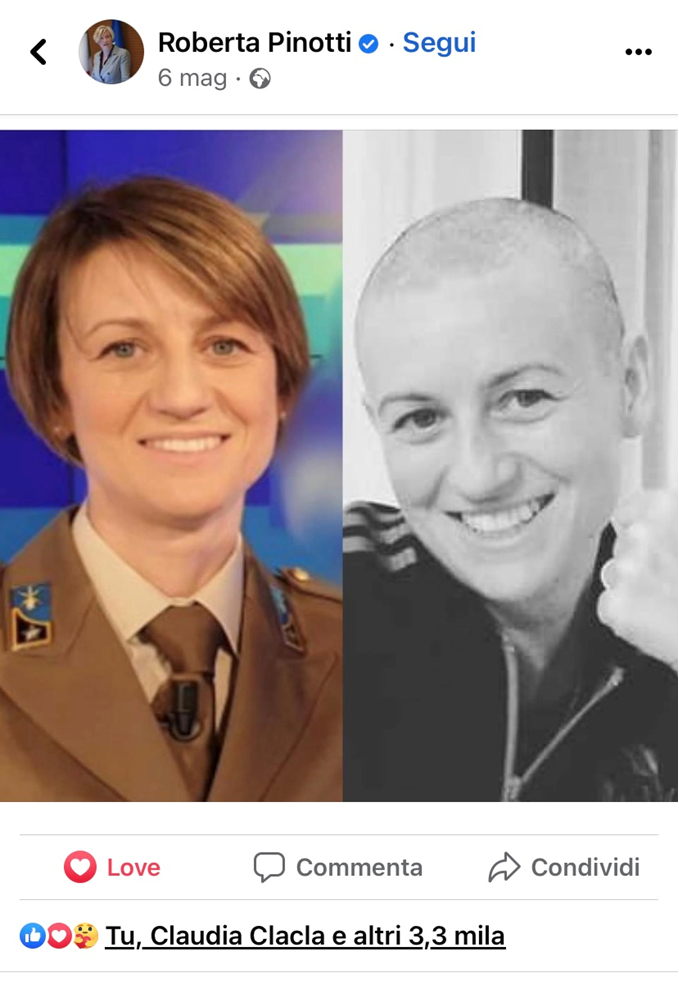 Roberta Pinotti · Segui
6 mag ·
Love
Commenta
Condividi
Tu, Claudia Clacla e altri 3,3 mila